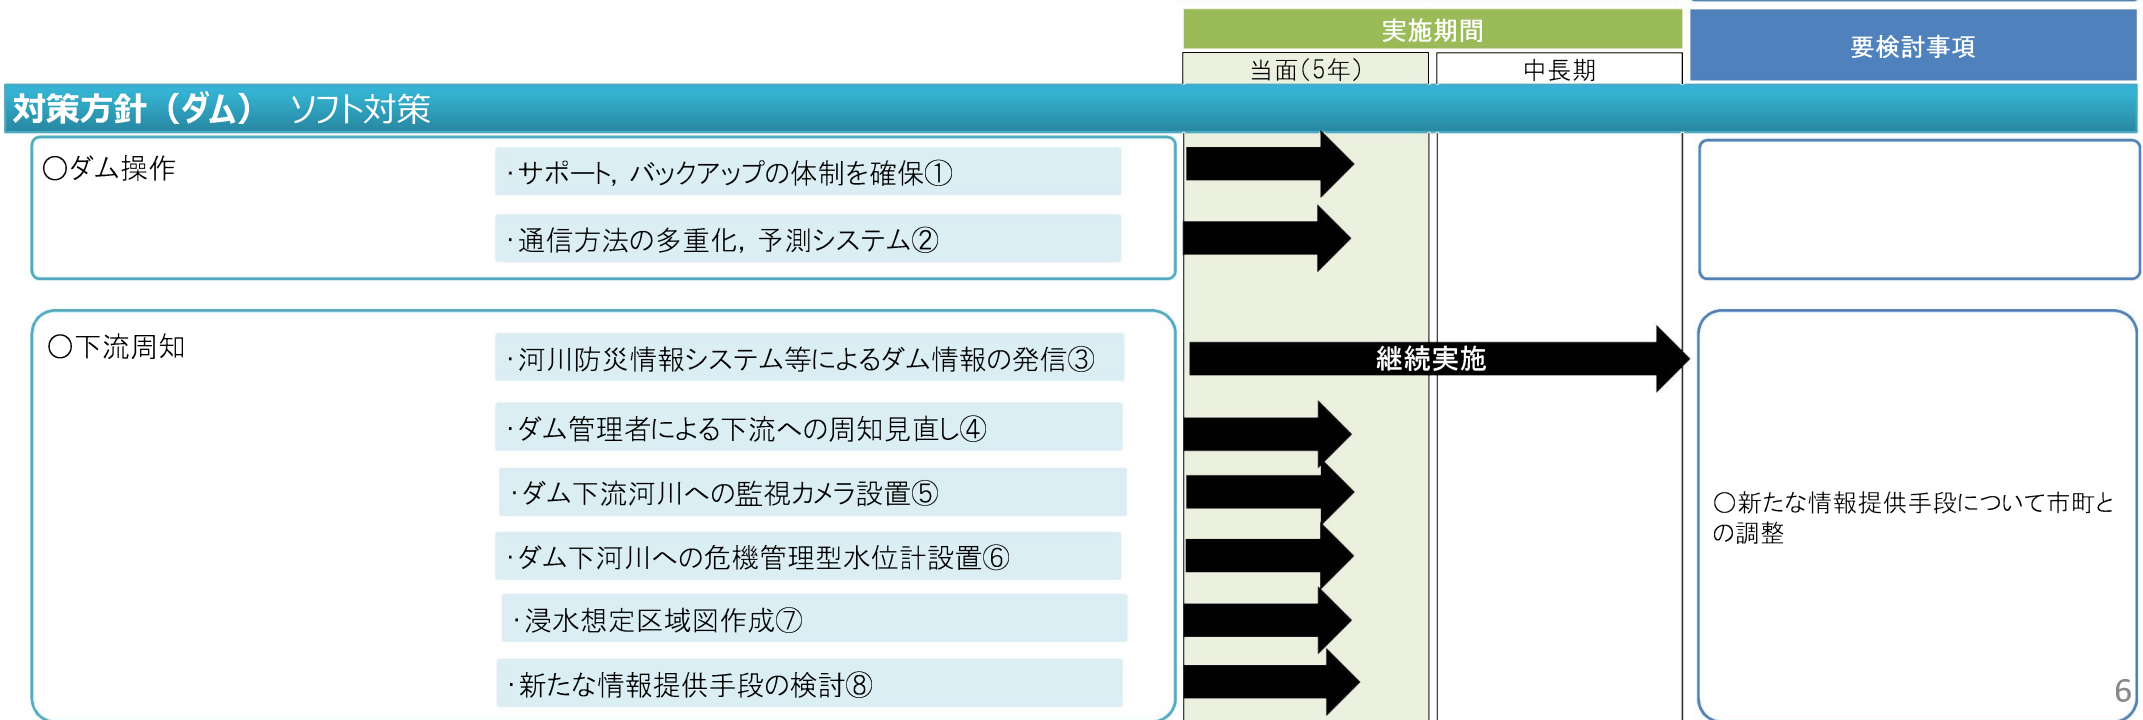 実施期間
要検討事項
当面（5年）
中長期
対策方針（ダム）　ソフト対策
○ダム操作
・サポート，バックアップの体制を確保①
・通信方法の多重化，予測システム②
○下流周知
・河川防災情報システム等によるダム情報の発信③
継続実施
・ダム管理者による下流への周知見直し④
・ダム下流河川への監視カメラ設置⑤
・ダム下河川への危機管理型水位計設置⑥
・浸水想定区域図作成⑦
・新たな情報提供手段の検討⑧
○新たな情報提供手段について市町と
の調整
6